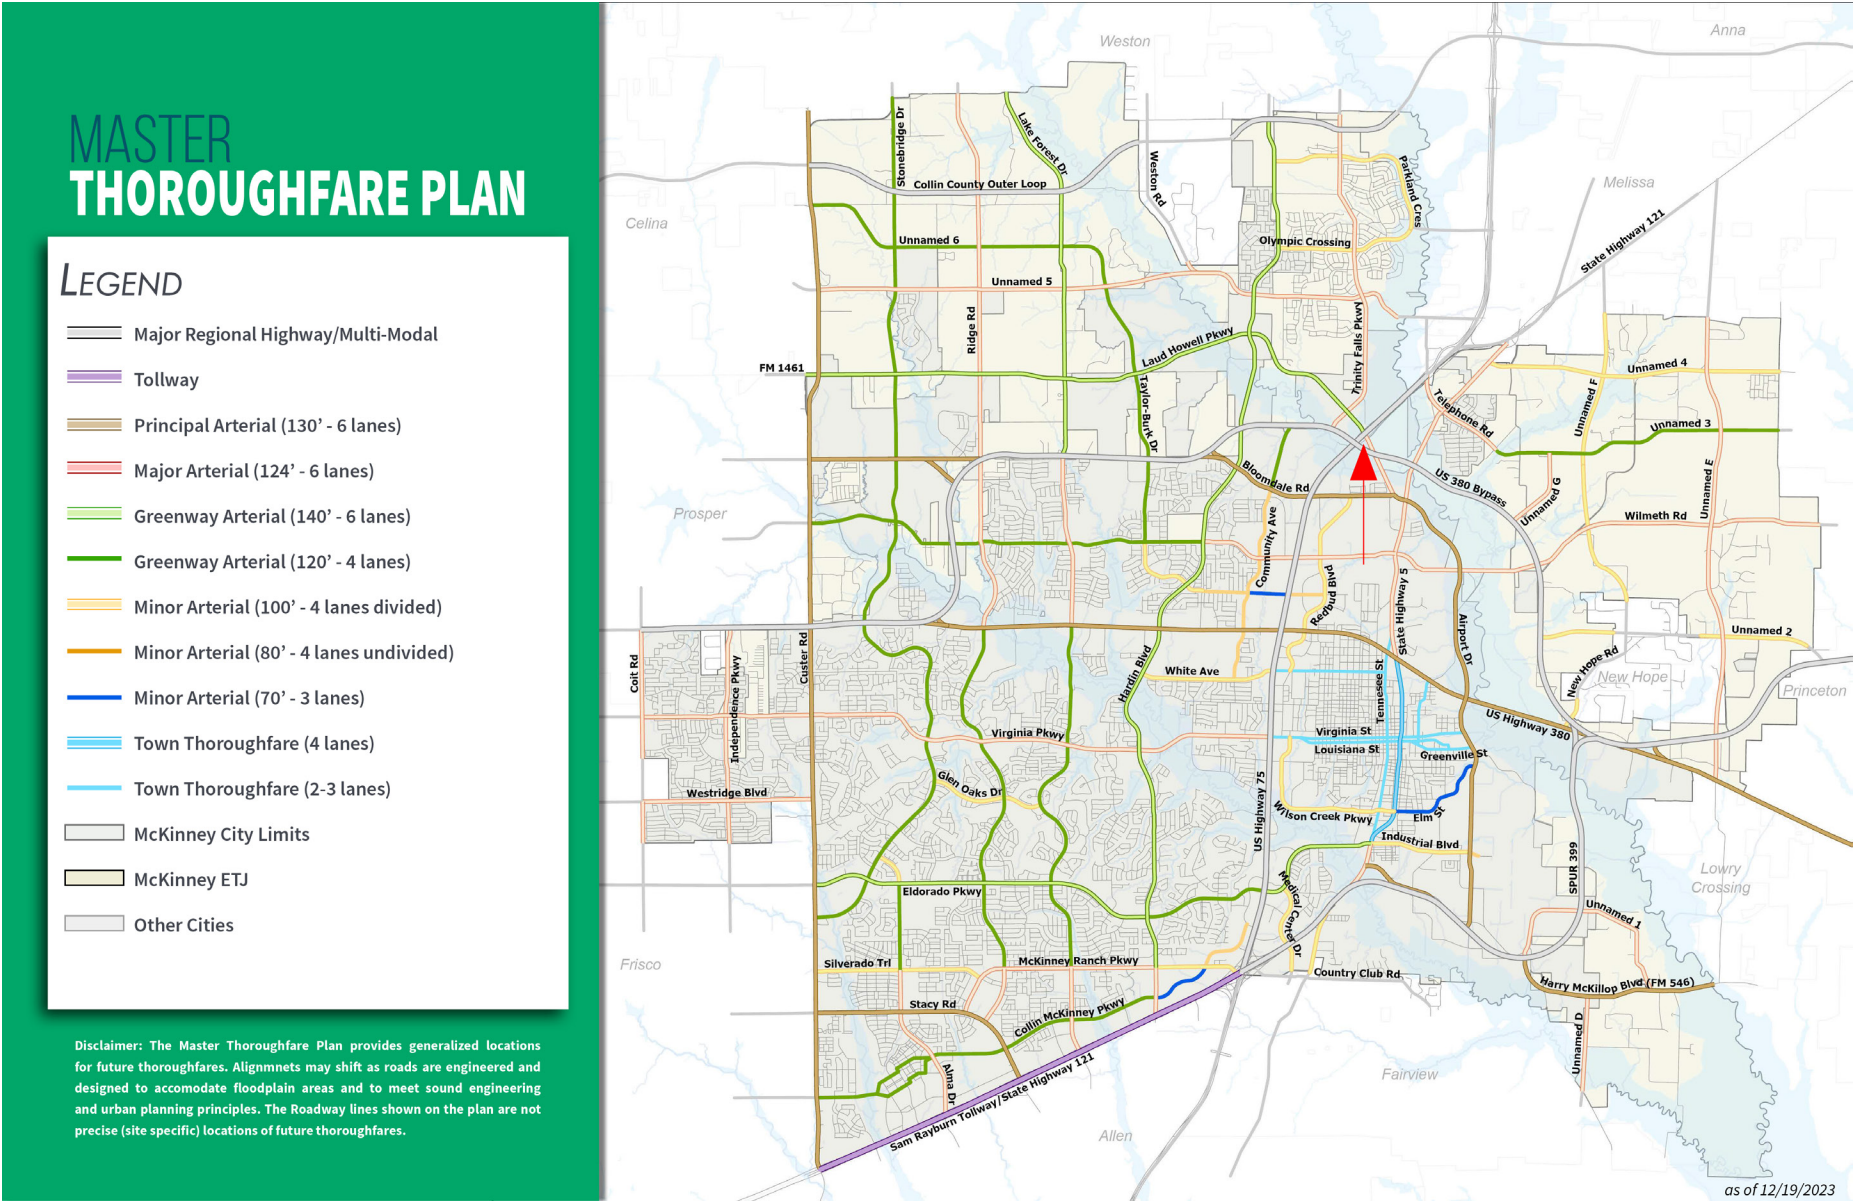 MASTER
THOROUGHFARE PLAN
LEGEND
Major Regional Highway/Multi-Modal
Tollway
Principal Arterial (130’ - 6 lanes)
Major Arterial (124’ - 6 lanes)
Greenway Arterial (140’ - 6 lanes)
Greenway Arterial (120’ - 4 lanes)
Minor Arterial (100’ - 4 lanes divided)
Minor Arterial (80’ - 4 lanes undivided)
Minor Arterial (70’ - 3 lanes)
Town Thoroughfare (4 lanes)
Town Thoroughfare (2-3 lanes)
McKinney City Limits
McKinney ETJ
Other Cities
Disclaimer: The Master Thoroughfare Plan provides generalized locations
for future thoroughfares. Alignmnets may shift as roads are engineered and
designed to accomodate floodplain areas and to meet sound engineering
and urban planning principles. The Roadway lines shown on the plan are not
precise (site specific) locations of future thoroughfares.
Weston
Anna
Stonebridge Dr
Lake Forest Dr
Collin County Outer Loop
Weston Rd
Parkland Cres
Melissa
Celina
State Highway 121
Unnamed 6
Olympic Crossing
Unnamed 5
Ridge Rd
Laud Howell Pkwy
Trinity Falls Pkwy
FM 1461
Taylor-Burk Dr
Unnamed 4
Unnamed F
Telephone Rd
Unnamed 3
Bloomdale Rd
US 380 Bypass
Unnamed E
Unnamed G
Prosper
Wilmeth Rd
Community Ave
Redbud Blvd
State Highway 5
Airport Dr
Unnamed 2
Coit Rd
Independence Pkwy
Custer Rd
Hardin Blvd
White Ave
Tennesee St
New Hope Rd
New Hope
Princeton
US Highway 380
Virginia Pkwy
Virginia St
Louisiana St
Greenville St
Glen Oaks Dr
Westridge Blvd
US Highway 75
Wilson Creek Pkwy
Elm St
Industrial Blvd
SPUR 399
Lowry
Crossing
Eldorado Pkwy
Medical Center Dr
Unnamed 1
Frisco
Silverado Trl
McKinney Ranch Pkwy
Country Club Rd
Harry McKillop Blvd (FM 546)
Stacy Rd
Collin McKinney Pkwy
Unnamed D
Alma Dr
Sam Rayburn Tollway/State Highway 121
Fairview
Allen
as of 12/19/2023